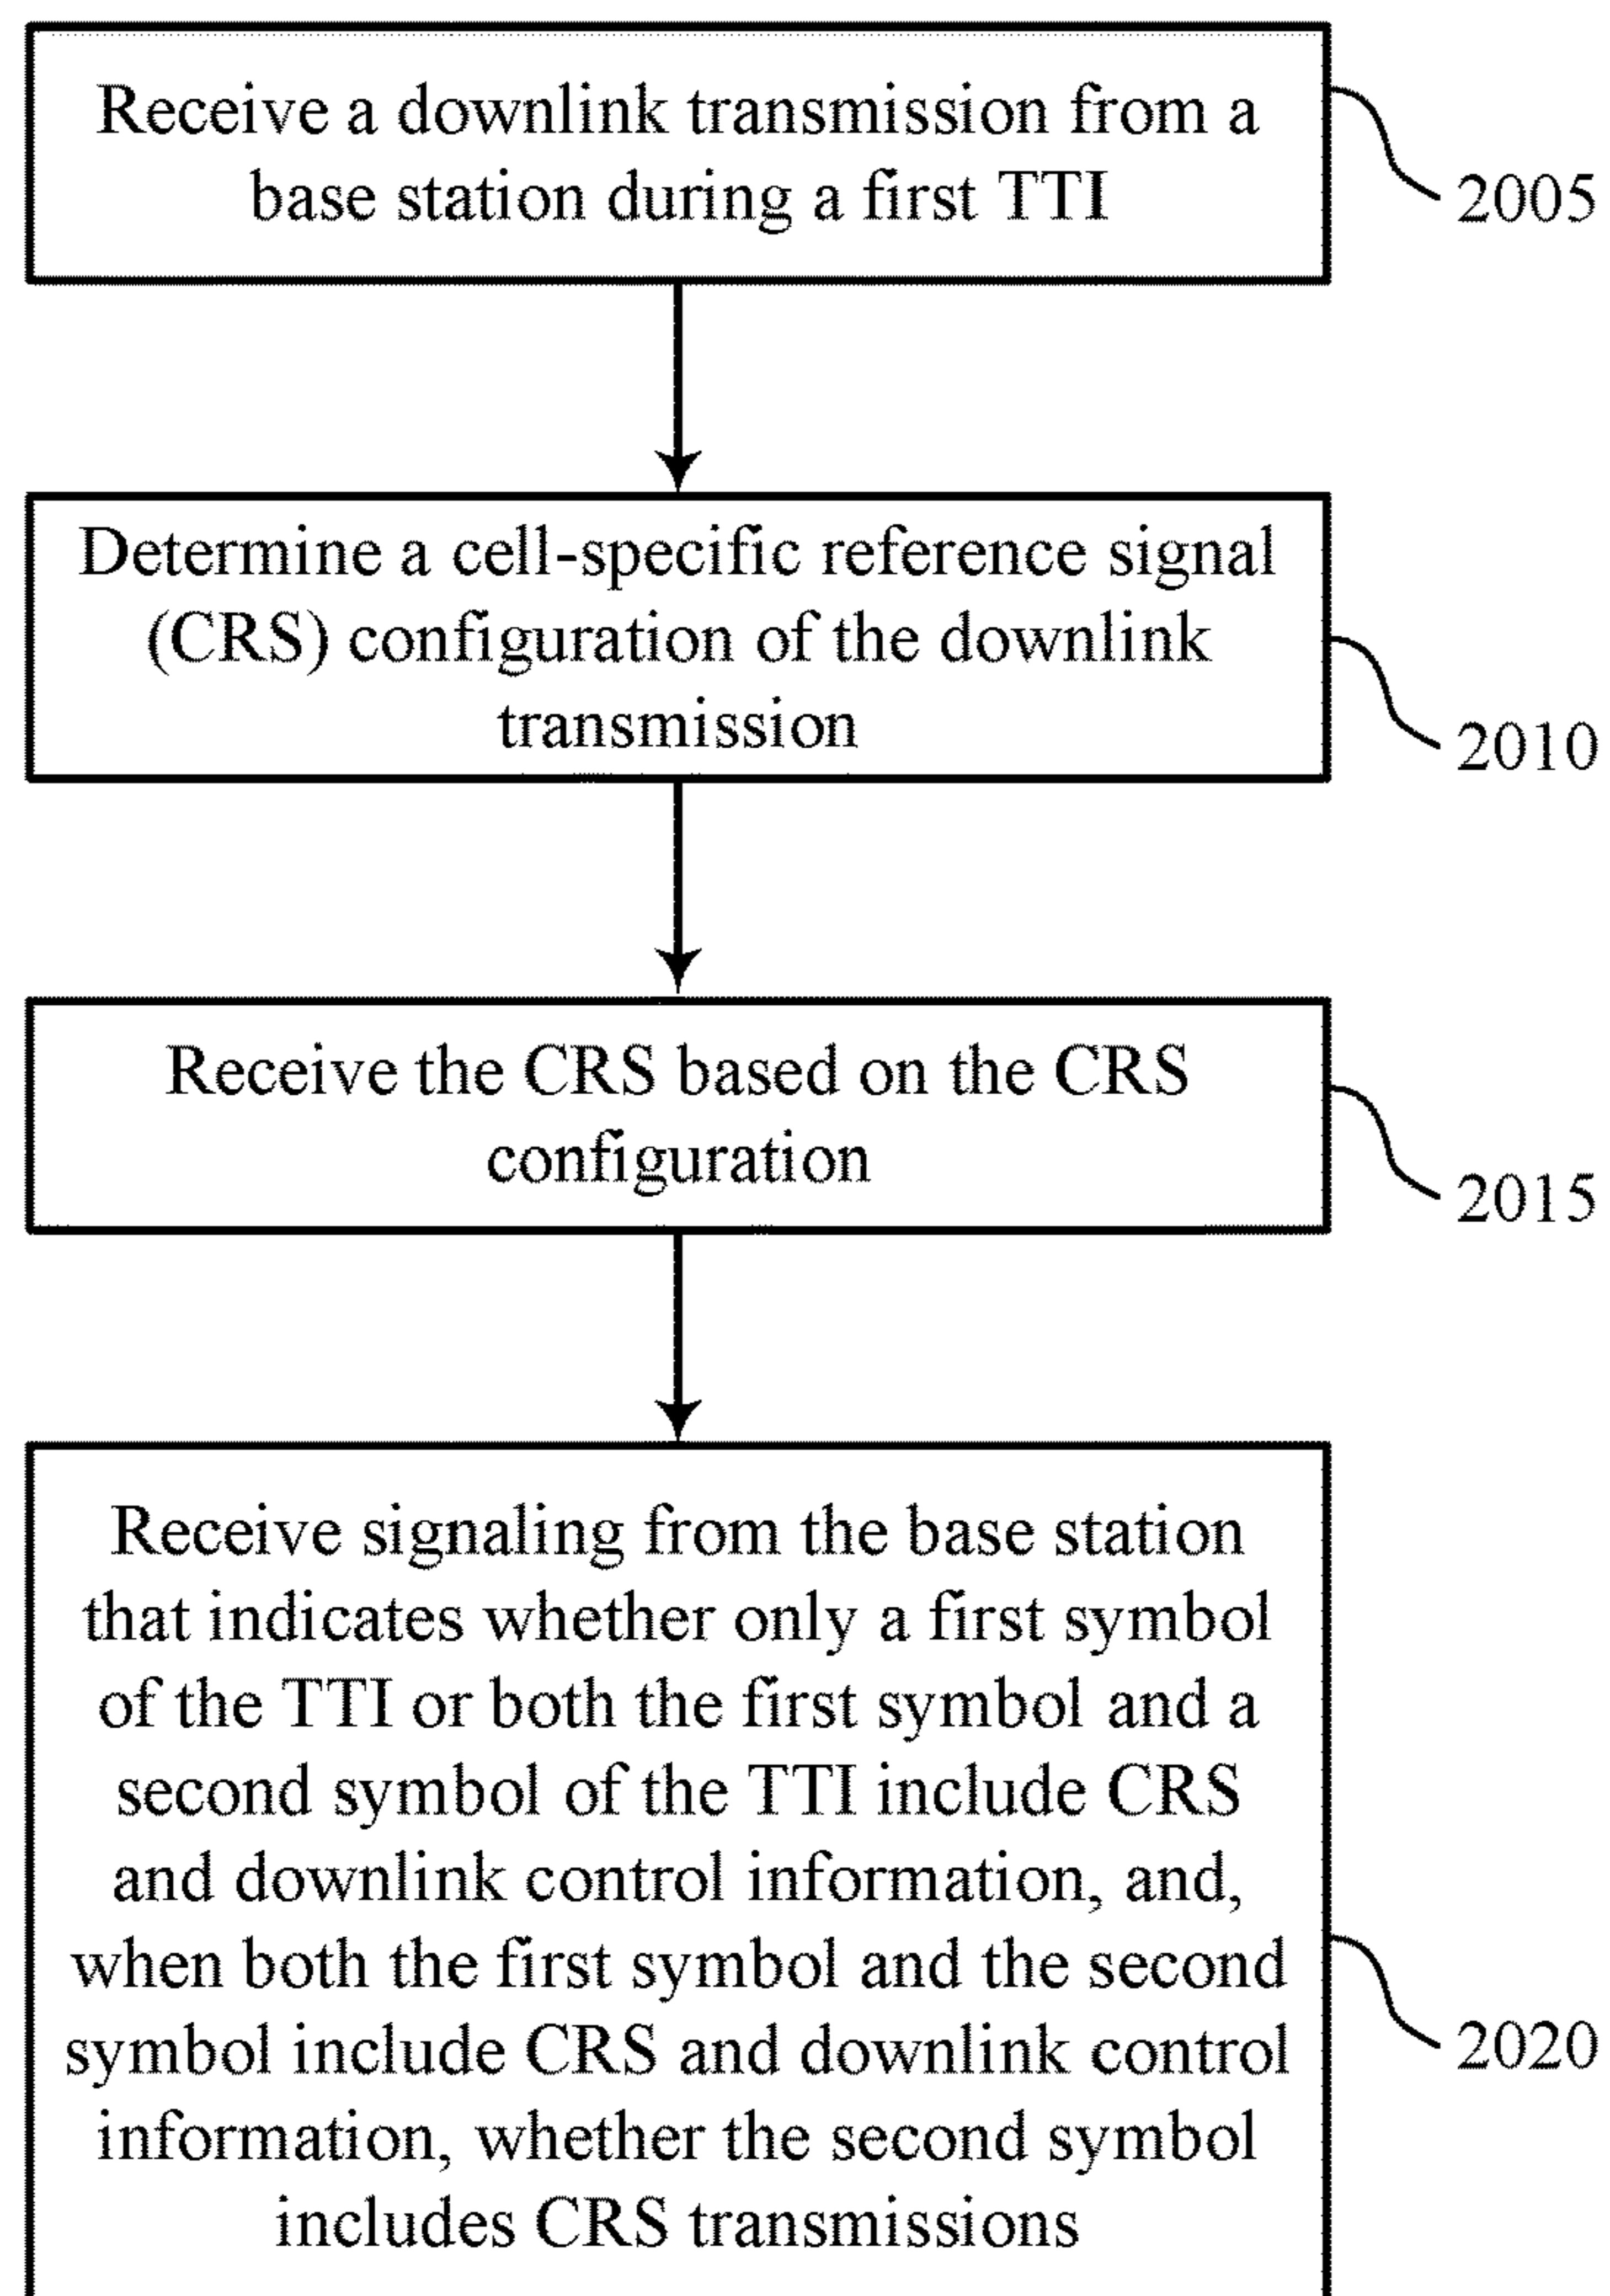 Receive a downlink transmission from a
base station during a first TTI
2005
Determine a cell-specific reference signal
(CRS) configuration of the downlink
transmission
2010
Receive the CRS based on the CRS
configuration
2015
Receive signaling from the base station
that indicates whether only a first symbol
of the TTI or both the first symbol and a
second symbol of the TTI include CRS
and downlink control information, and,
when both the first symbol and the second
symbol include CRS and downlink control
information, whether the second symbol
includes CRS transmissions
2020